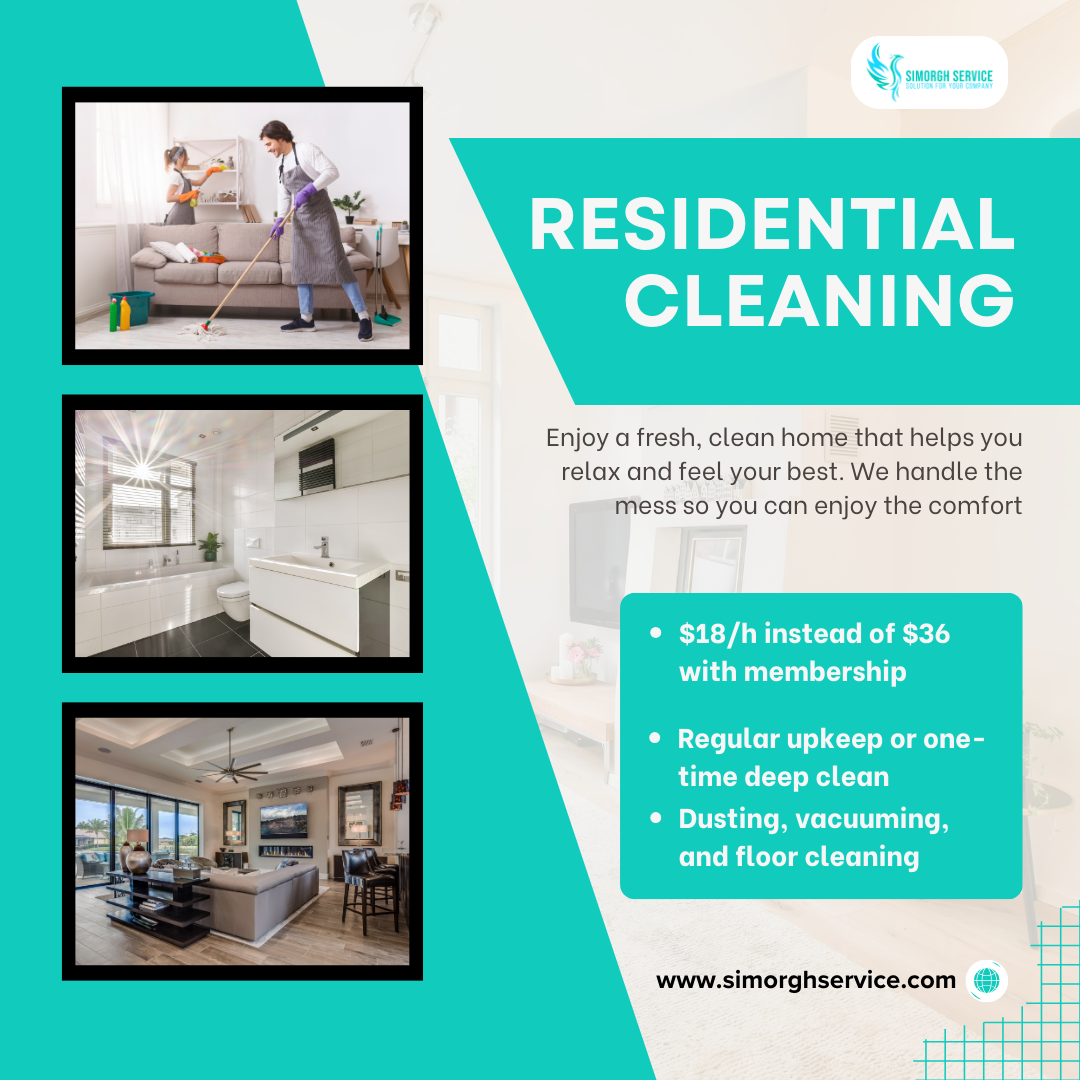 SIMORGH SERVICE
SOLUTION FOR YOUR COMPANY
RESIDENTIAL
CLEANING
Enjoy a fresh, clean home that helps you
relax and feel your best. We handle the
mess so you can enjoy the comfort
• $18/h instead of $36
with membership
• Regular upkeep or one-
time deep clean
• Dusting, vacuuming,
and floor cleaning
www.simorghservice.com